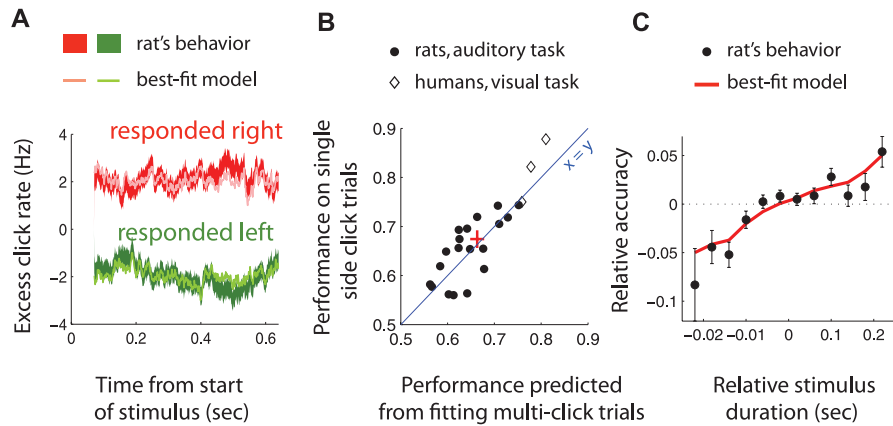 A
rat's behavior
best-fit model
Excess click rate (Hz)
4
2
0
−2
−4
responded right
responded left
0
0.2
0.4
0.6
Time from start
of stimulus (sec)
B
rats, auditory task
humans, visual task
Performance on single
side click trials
0.9
0.8
0.7
0.6
0.5
x = y
0.5
0.6
0.7
0.8
0.9
Performance predicted
from fitting multi-click trials
C
rat's behavior
best-fit model
Relative accuracy
0.05
0
−0.05
−0.1
−0.02
−0.01
0
0.1
0.2
Relative stimulus
duration (sec)